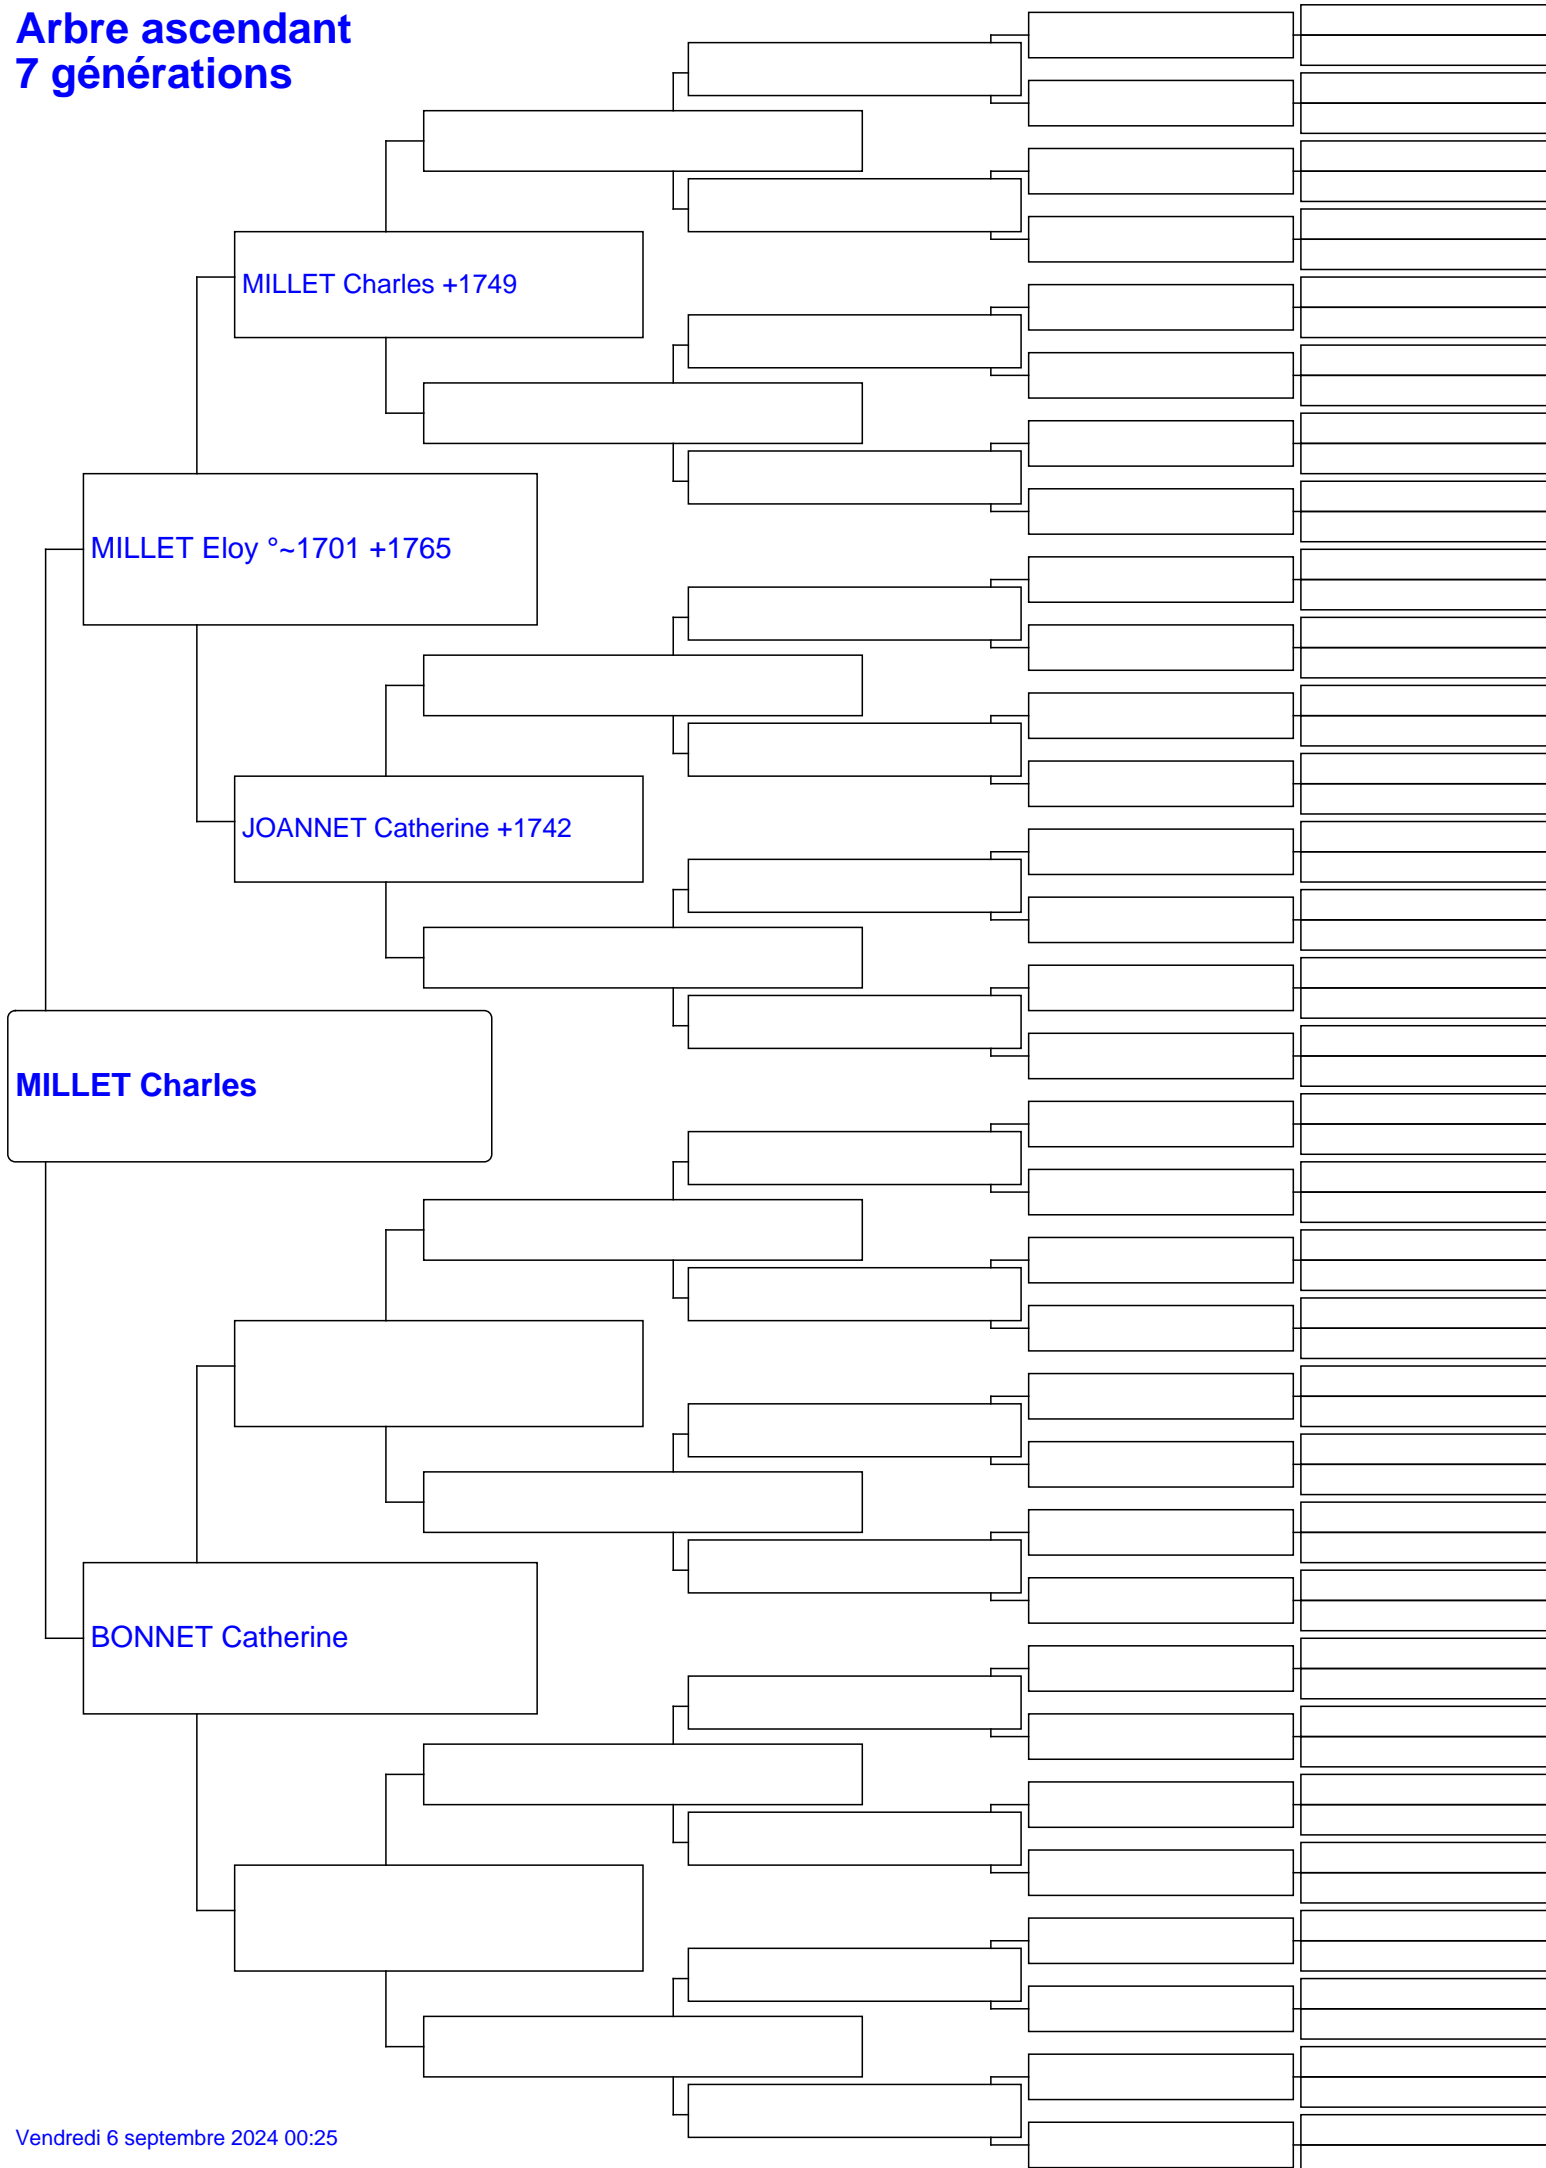 Arbre ascendant
7 générations
MILLET Charles +1749
MILLET Eloy °~1701 +1765
JOANNET Catherine +1742
MILLET Charles
BONNET Catherine
Vendredi 6 septembre 2024 00:25